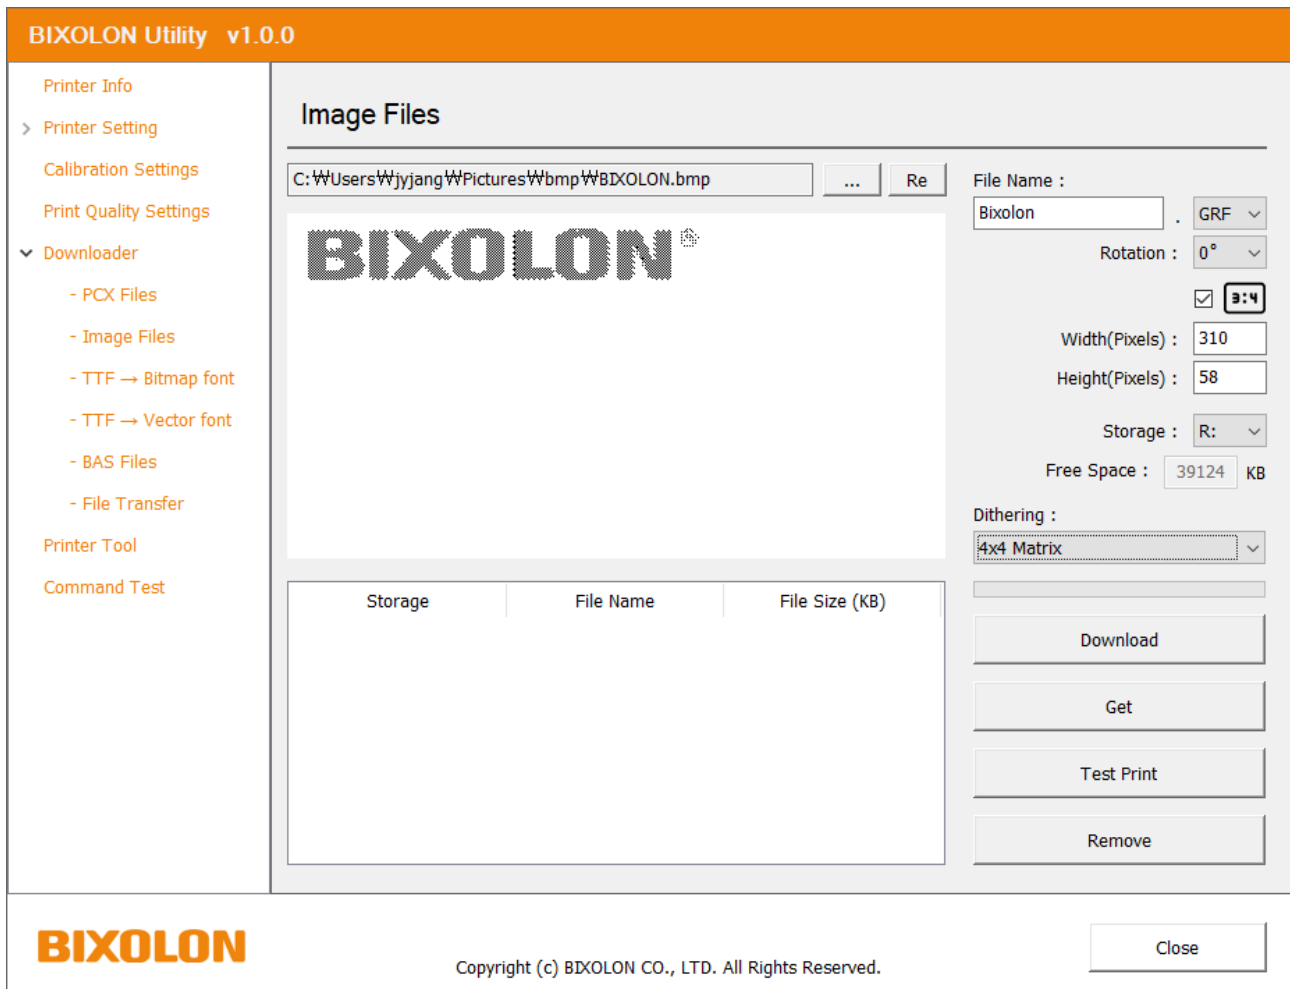 BIXOLON Utility v1.0.0
Printer Info
Printer Setting
Calibration Settings
Print Quality Settings
Downloader
- PCX Files
- Image Files
- TTF → Bitmap font
- TTF → Vector font
- BAS Files
- File Transfer
Printer Tool
Command Test
Image Files
C:₩Users₩jyjang₩Pictures₩bmp₩BIXOLON.bmp ... Re
BIXOLON®
Storage File Name File Size (KB)
File Name :
Bixolon . GRF
Rotation : 0°
3:4
Width(Pixels) : 310
Height(Pixels) : 58
Storage : R:
Free Space : 39124 KB
Dithering :
4x4 Matrix
Download
Get
Test Print
Remove
BIXOLON
Copyright (c) BIXOLON CO., LTD. All Rights Reserved.
Close